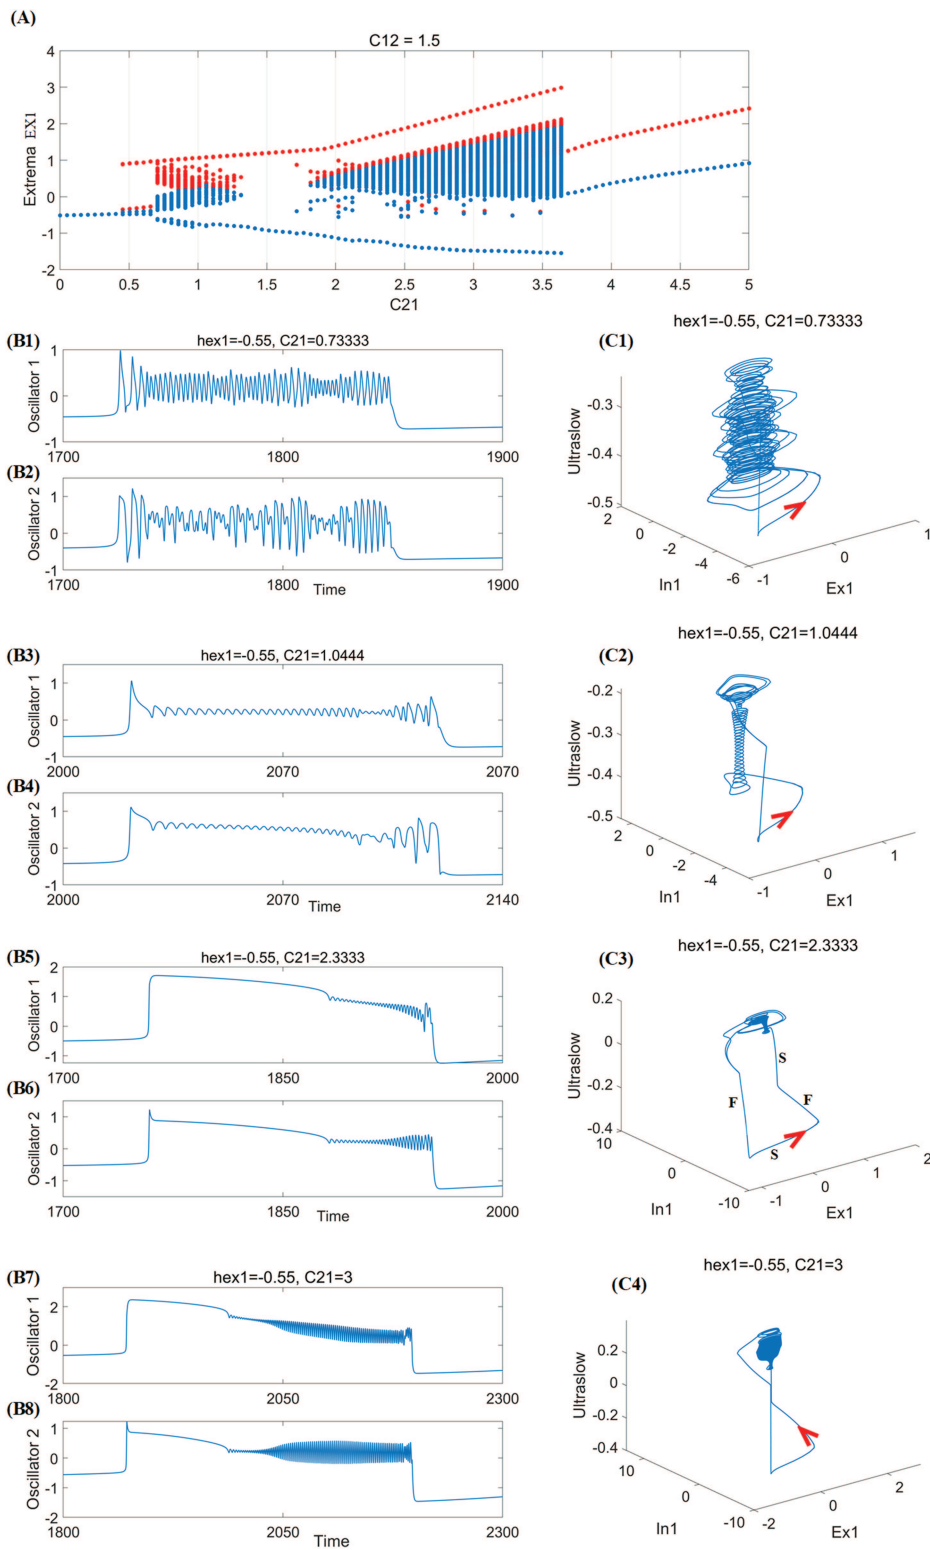 (A)
C12 = 1.5
Extrema EX1
4
3
2
1
0
-1
-2
0 0.5 1 1.5 2 2.5 3 3.5 4 4.5 5
C21
(B1)
hex1=-0.55, C21=0.73333
Oscillator 1
1
0
-1
1700 1800 1900
(B2)
Oscillator 2
1
0
-1
1700 1800 1900
Time
(C1)
hex1=-0.55, C21=0.73333
Ultraslow
-0.3
-0.4
-0.5
2 0 -2 -4 -6
In1
-1 0 1
Ex1
(B3)
hex1=-0.55, C21=1.0444
Oscillator 1
1
0
-1
2000 2070 2070
(B4)
Oscillator 2
1
0
-1
2000 2070 2140
Time
(C2)
hex1=-0.55, C21=1.0444
Ultraslow
-0.2
-0.3
-0.4
-0.5
2 0 -2 -4
In1
-1 0 1
Ex1
(B5)
hex1=-0.55, C21=2.3333
Oscillator 1
2
0
-1
1700 1850 2000
(B6)
Oscillator 2
1
0
-1
1700 1850 2000
Time
(C3)
hex1=-0.55, C21=2.3333
Ultraslow
0.2
0
-0.2
-0.4
S
F
F
S
10 0 -10
In1
-1 0 1 2
Ex1
(B7)
hex1=-0.55, C21=3
Oscillator 1
2
0
-2
1800 2050 2300
(B8)
Oscillator 2
1
0
-1
-2
1800 2050 2300
Time
(C4)
hex1=-0.55, C21=3
Ultraslow
0.2
0
-0.2
-0.4
10 0 -10
In1
-2 0 2
Ex1